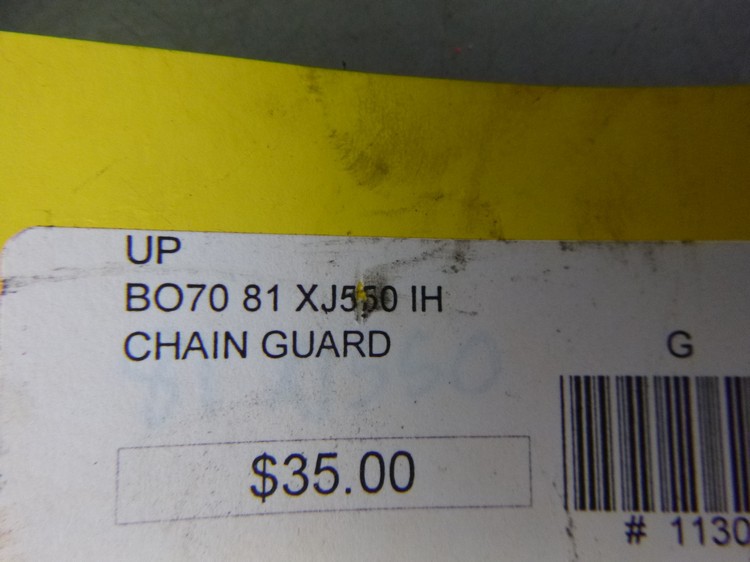 UP
BO70 81 XJ550 IH
CHAIN GUARD
G
$35.00
# 1130